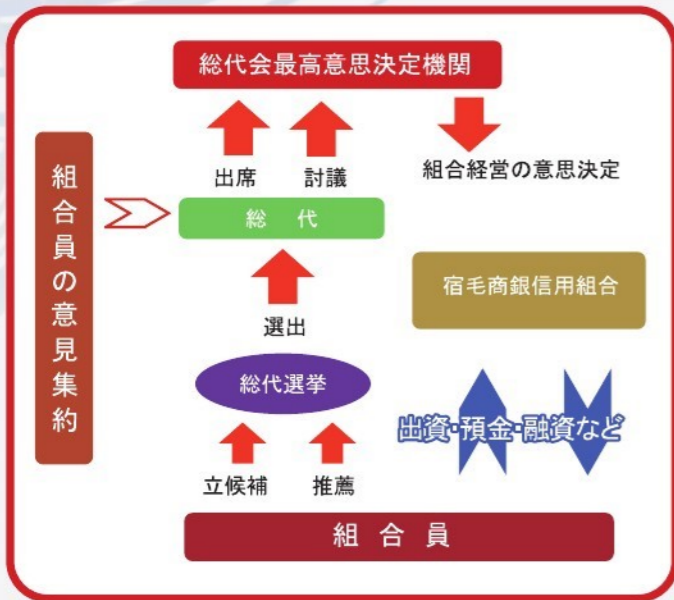 総代会最高意思決定機関
出席 討議
組合経営の意思決定
組合員の意見集約
総 代
宿毛商銀信用組合
選出
総代選挙
出資・預金・融資など
立候補 推薦
組 合 員